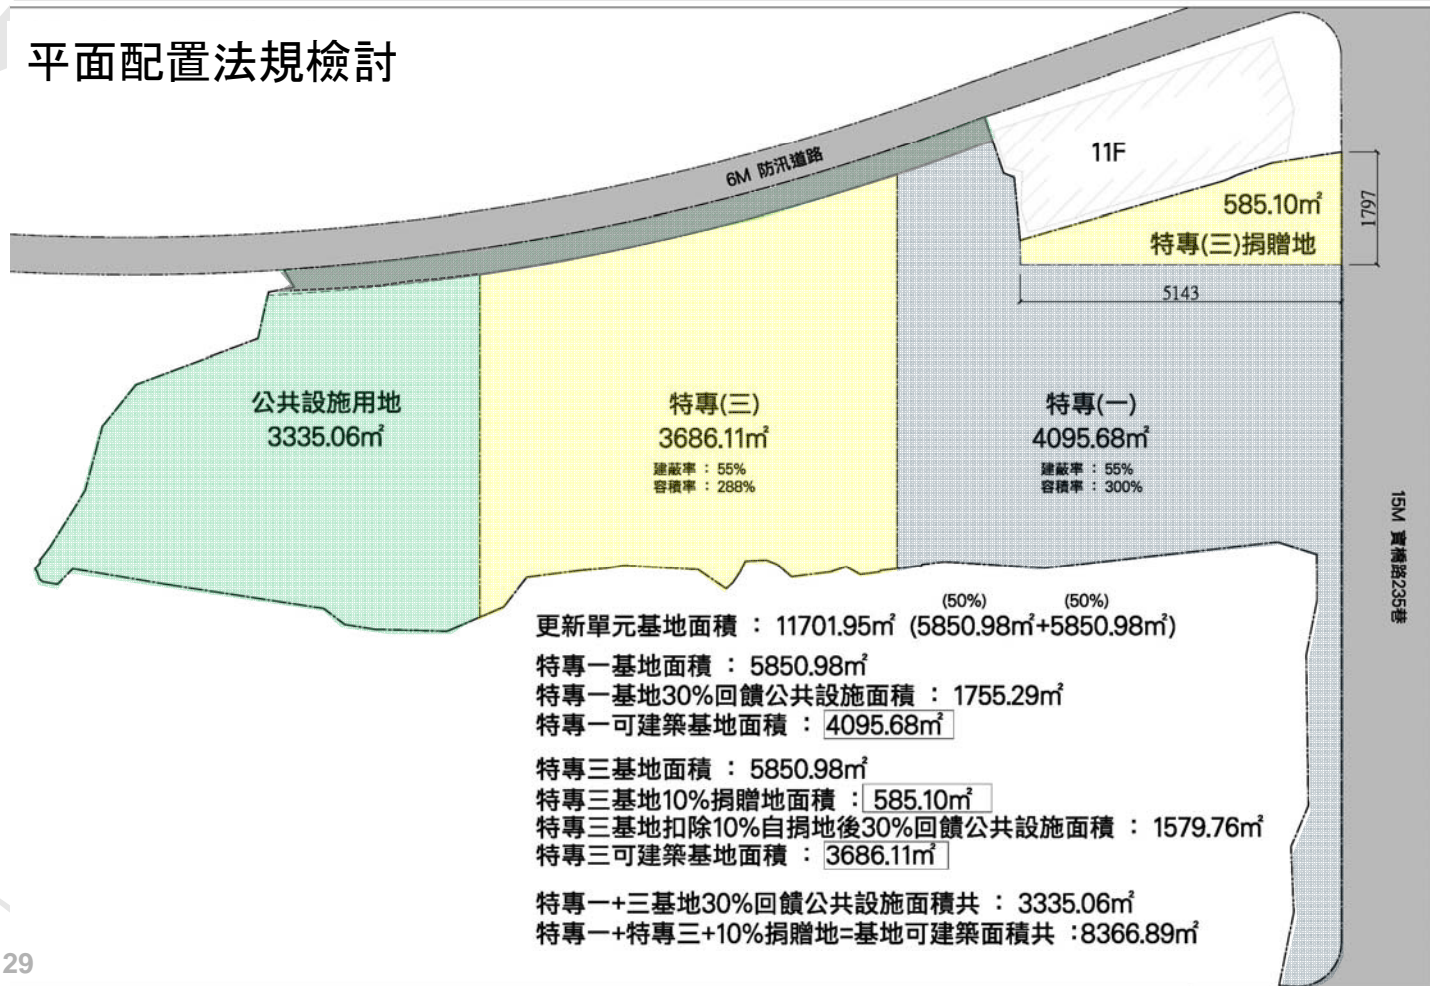 平面配置法規檢討
6M 防汛道路
11F
585.10㎡
特專(三)捐贈地
1797
5143
公共設施用地
3335.06㎡
特專(三)
3686.11㎡
建蔽率 : 55%
容積率 : 288%
特專(一)
4095.68㎡
建蔽率 : 55%
容積率 : 300%
15M 寶橋路235巷
(50%) (50%)
更新單元基地面積 : 11701.95㎡ (5850.98㎡+5850.98㎡)
特專一基地面積 : 5850.98㎡
特專一基地30%回饋公共設施面積 : 1755.29㎡
特專一可建築基地面積 : 4095.68㎡
特專三基地面積 : 5850.98㎡
特專三基地10%捐贈地面積 : 585.10㎡
特專三基地扣除10%自捐地後30%回饋公共設施面積 : 1579.76㎡
特專三可建築基地面積 : 3686.11㎡
特專一+三基地30%回饋公共設施面積共 : 3335.06㎡
特專一+特專三+10%捐贈地=基地可建築面積共 :8366.89㎡
29